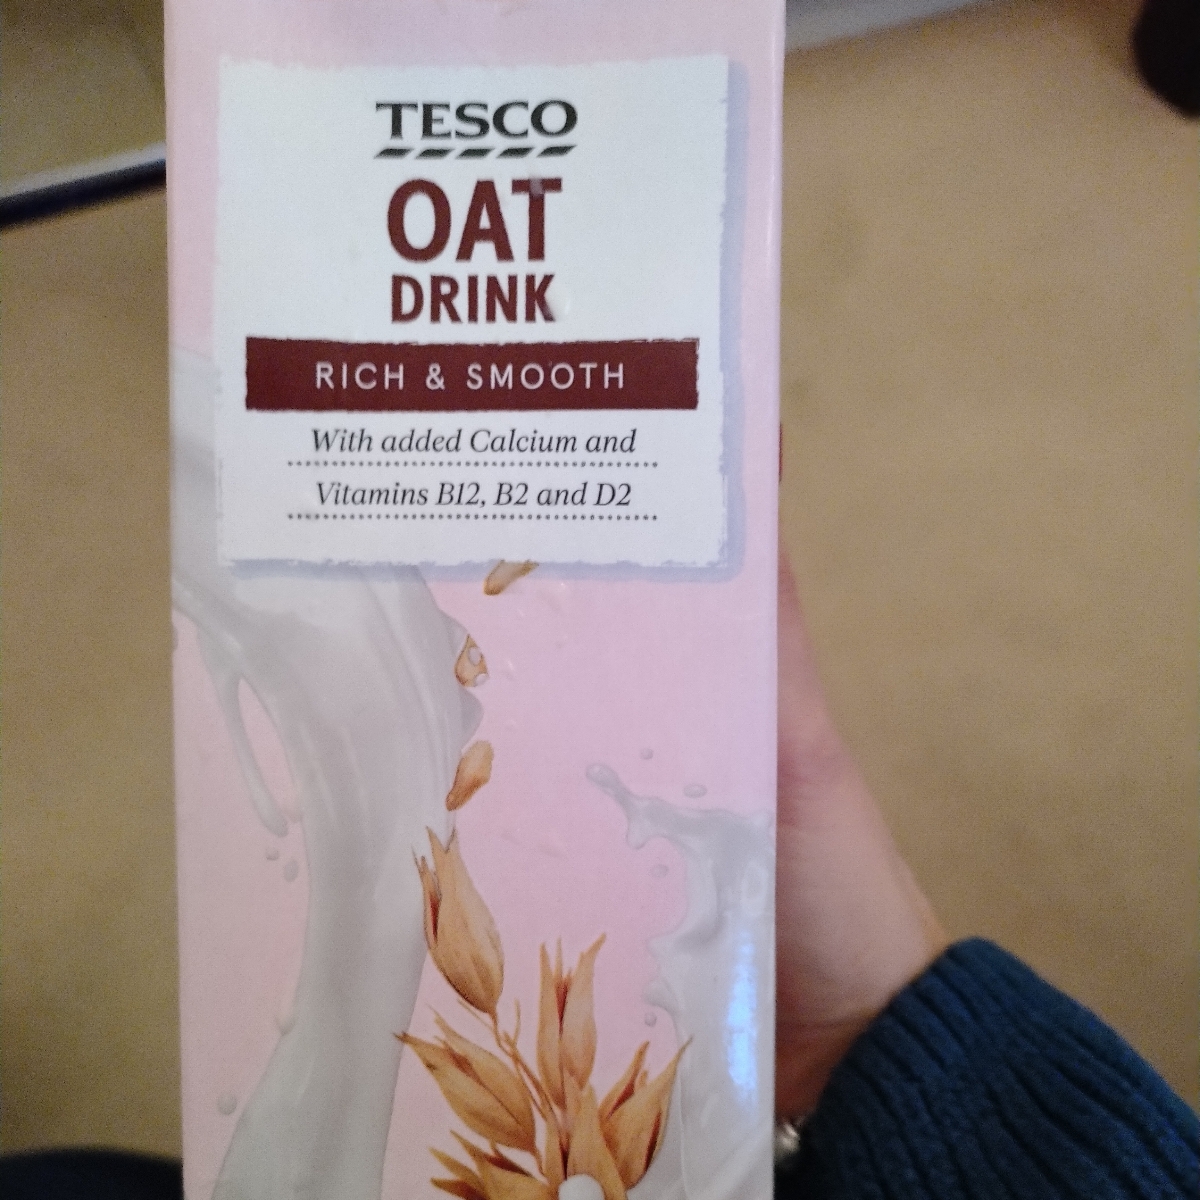 TESCO
OAT
DRINK
RICH & SMOOTH
With added Calcium and
Vitamins B12, B2 and D2